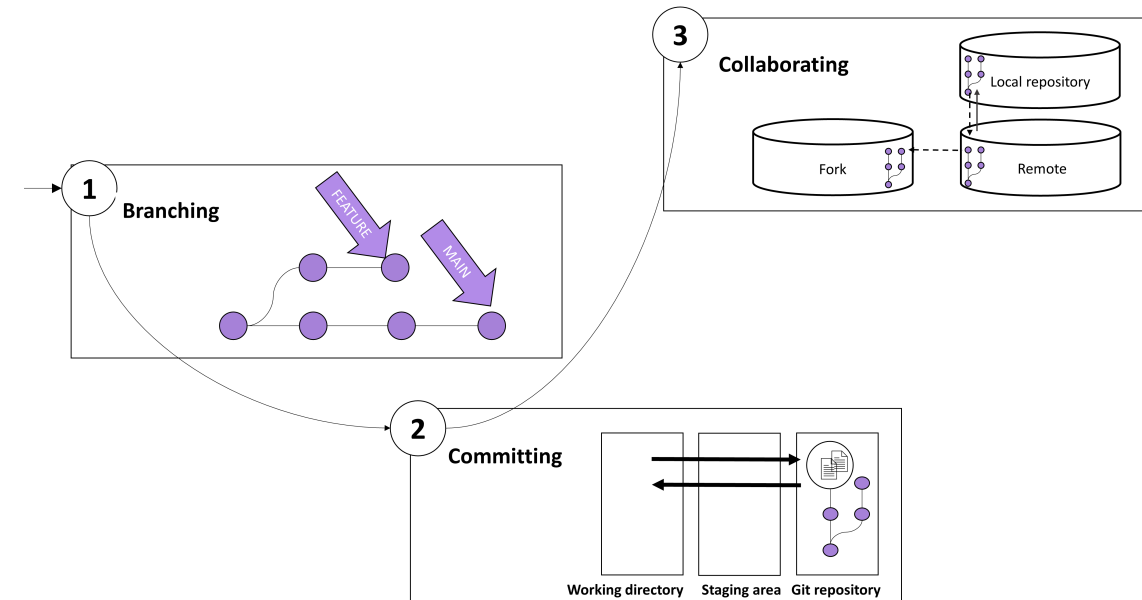 1
Branching
FEATURE
MAIN
2
Committing
Working directory
Staging area
Git repository
3
Collaborating
Local repository
Fork
Remote